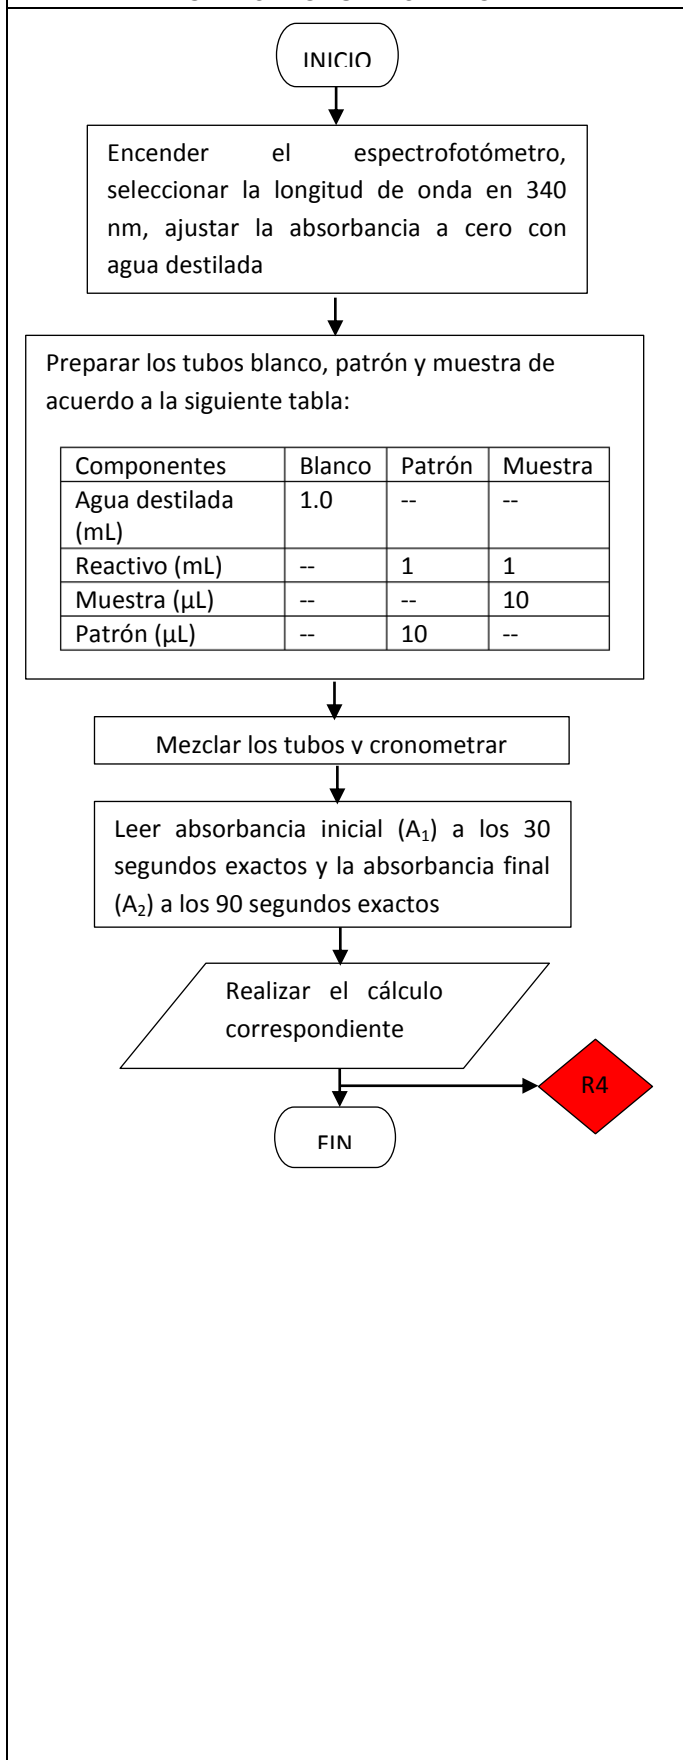 INICIO
Encender el espectrofotómetro,
seleccionar la longitud de onda en 340
nm, ajustar la absorbancia a cero con
agua destilada
Preparar los tubos blanco, patrón y muestra de
acuerdo a la siguiente tabla:
Componentes Blanco Patrón Muestra
Agua destilada 1.0 -- --
(mL)
Reactivo (mL) -- 1 1
Muestra (µL) -- -- 10
Patrón (µL) -- 10 --
Mezclar los tubos y cronometrar
Leer absorbancia inicial (A₁) a los 30
segundos exactos y la absorbancia final
(A₂) a los 90 segundos exactos
Realizar el cálculo
correspondiente
R4
FIN